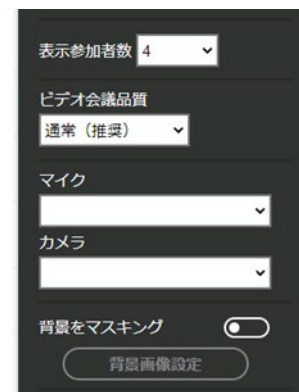 表示参加者数 4
ビデオ会議品質
通常（推奨）
マイク
カメラ
背景をマスキング
背景画像設定